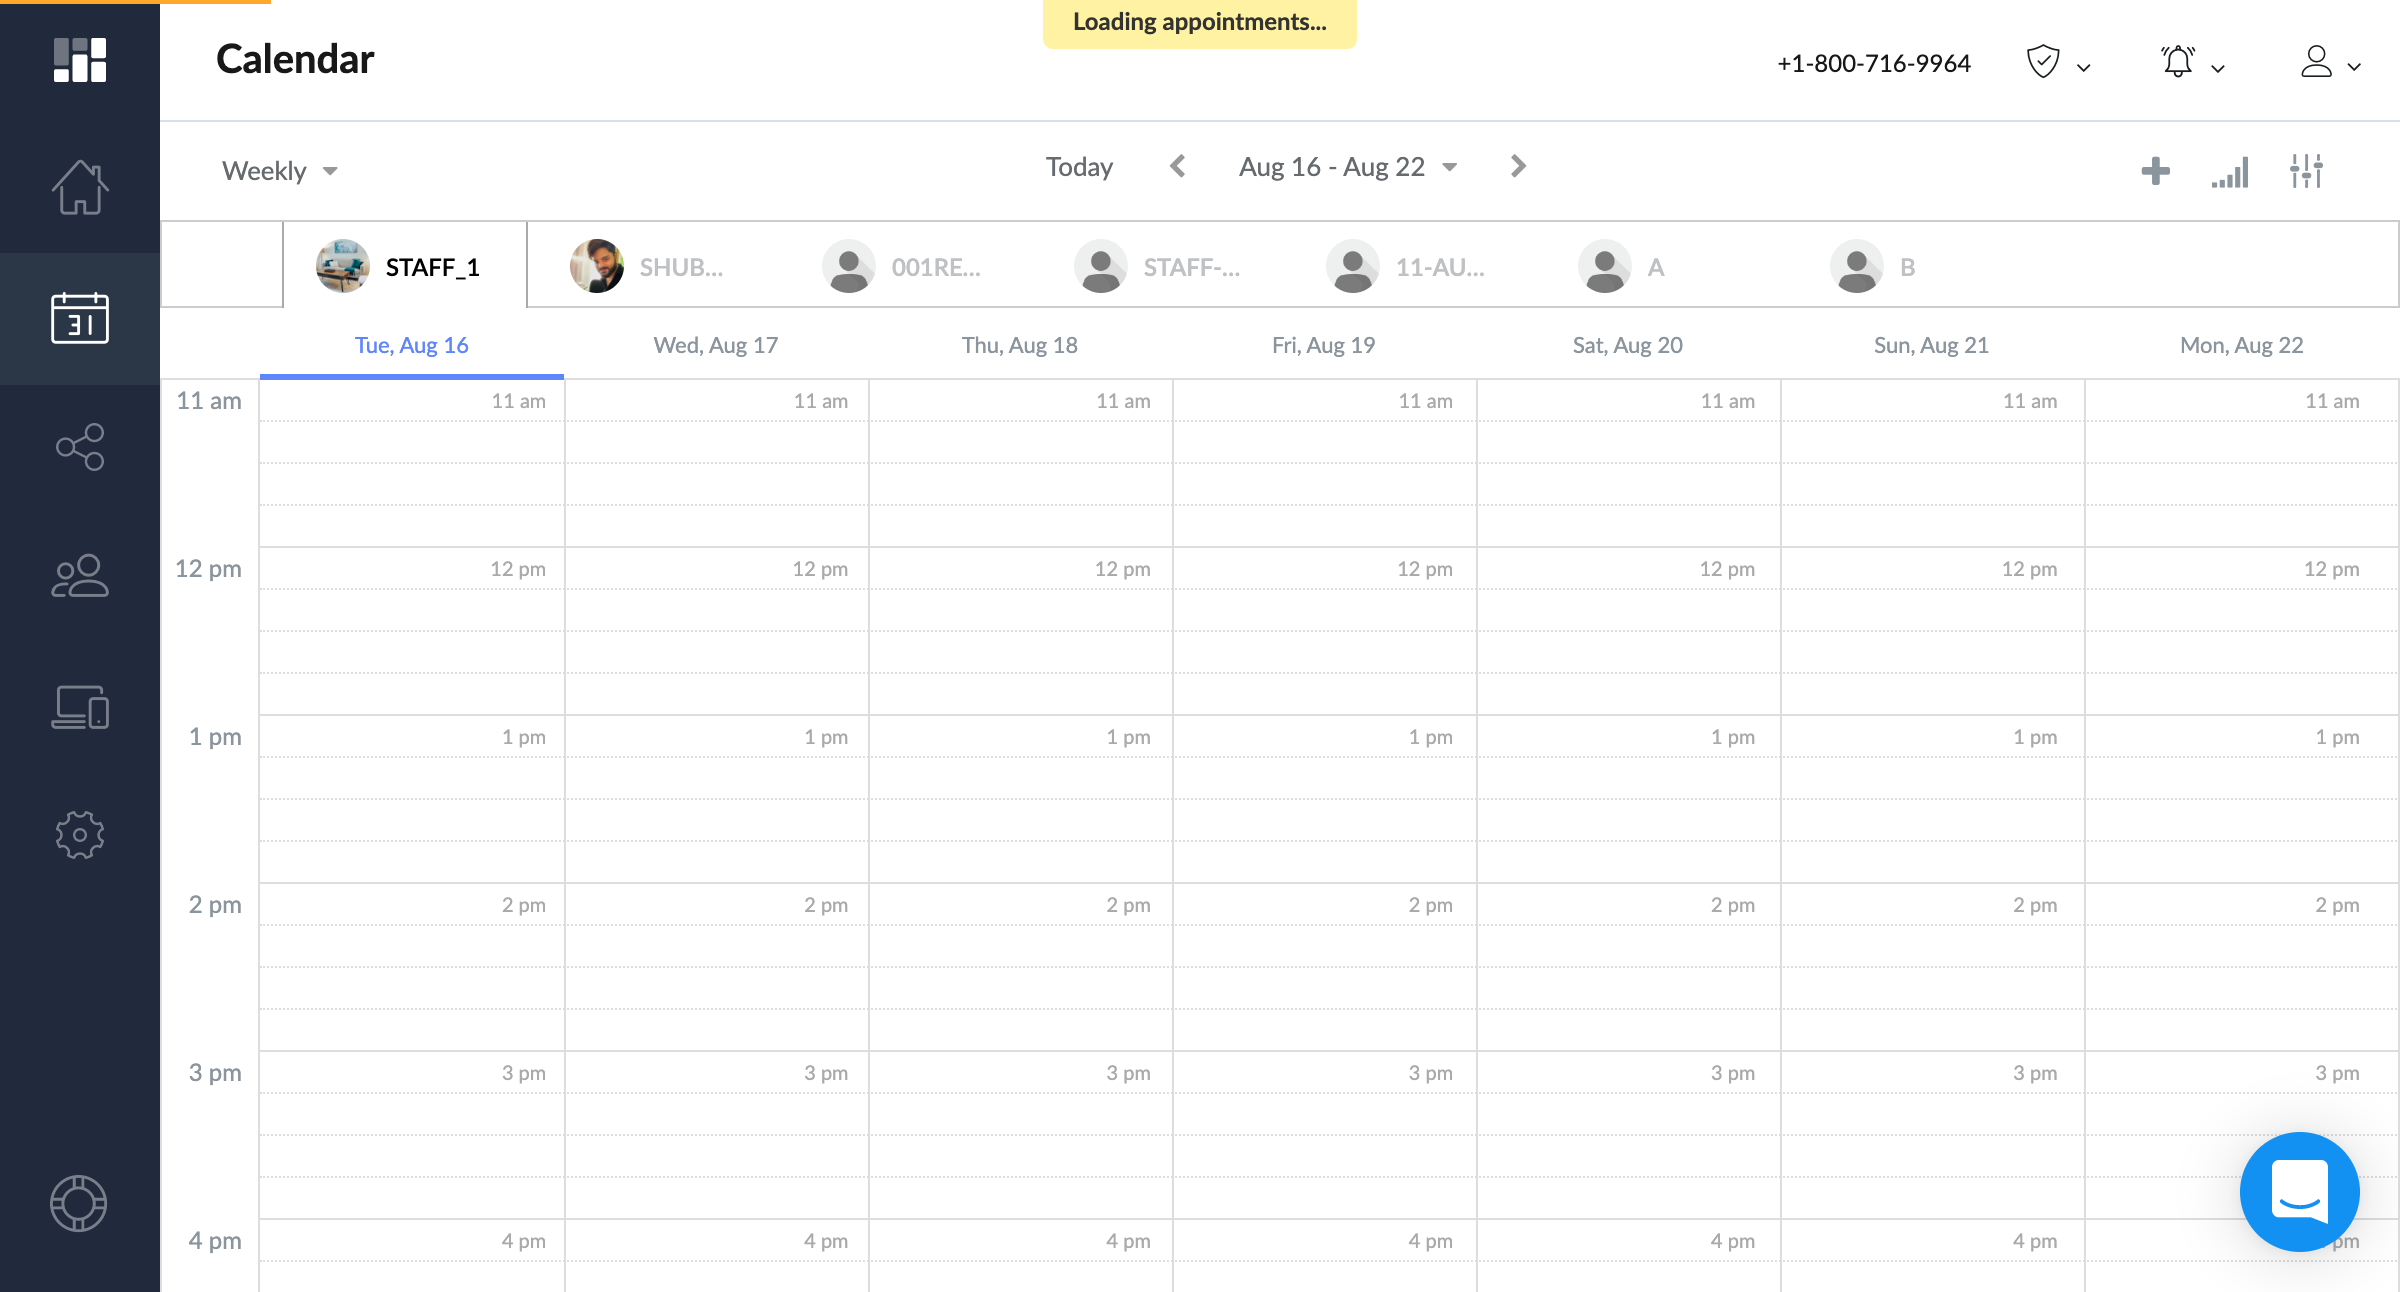 Loading appointments...
Calendar
+1-800-716-9964
Weekly
Today
Aug 16 - Aug 22
31
STAFF_1
SHUB...
001RE...
STAFF-...
11-AU...
A
B
Tue, Aug 16
Wed, Aug 17
Thu, Aug 18
Fri, Aug 19
Sat, Aug 20
Sun, Aug 21
Mon, Aug 22
11 am 11 am 11 am 11 am 11 am 11 am 11 am 11 am
12 pm 12 pm 12 pm 12 pm 12 pm 12 pm 12 pm 12 pm
1 pm 1 pm 1 pm 1 pm 1 pm 1 pm 1 pm 1 pm
2 pm 2 pm 2 pm 2 pm 2 pm 2 pm 2 pm 2 pm
3 pm 3 pm 3 pm 3 pm 3 pm 3 pm 3 pm 3 pm
4 pm 4 pm 4 pm 4 pm 4 pm 4 pm 4 pm pm